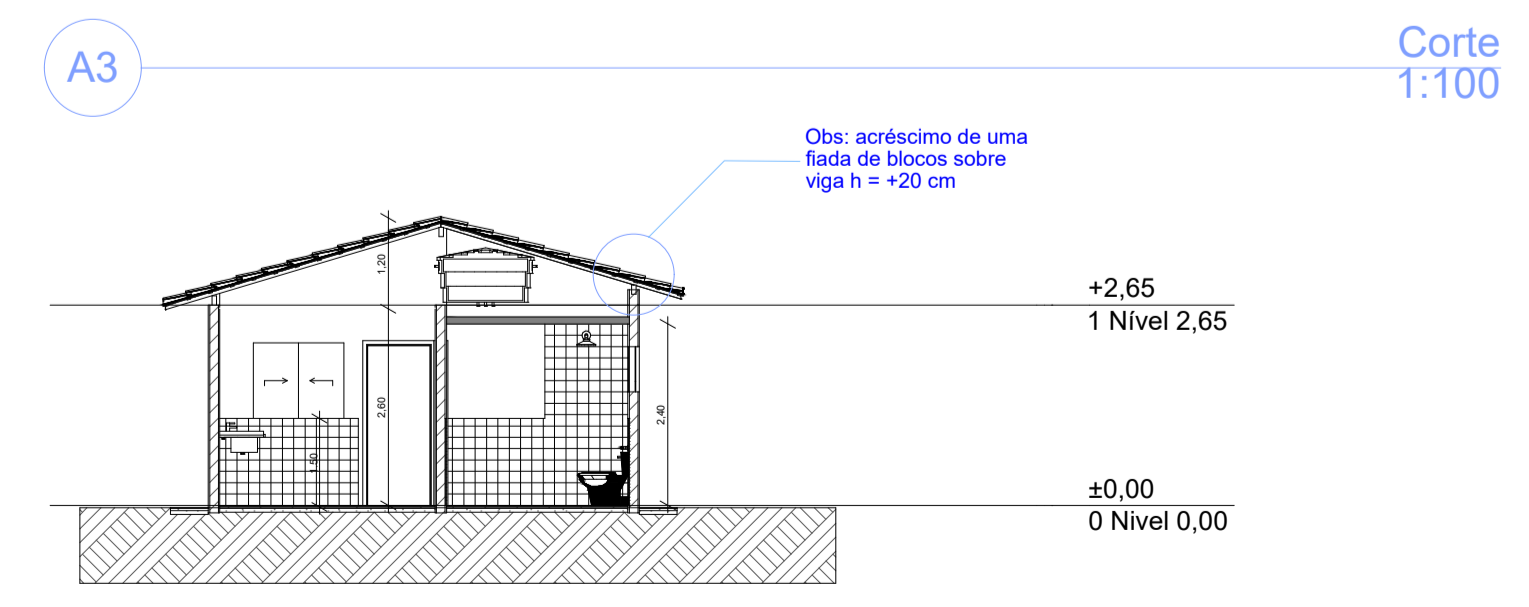 A3
Corte
1:100
Obs: acréscimo de uma
fiada de blocos sobre
viga h = +20 cm
1,20
+2,65
1 Nível 2,65
2,60
2,40
1,50
±0,00
0 Nivel 0,00